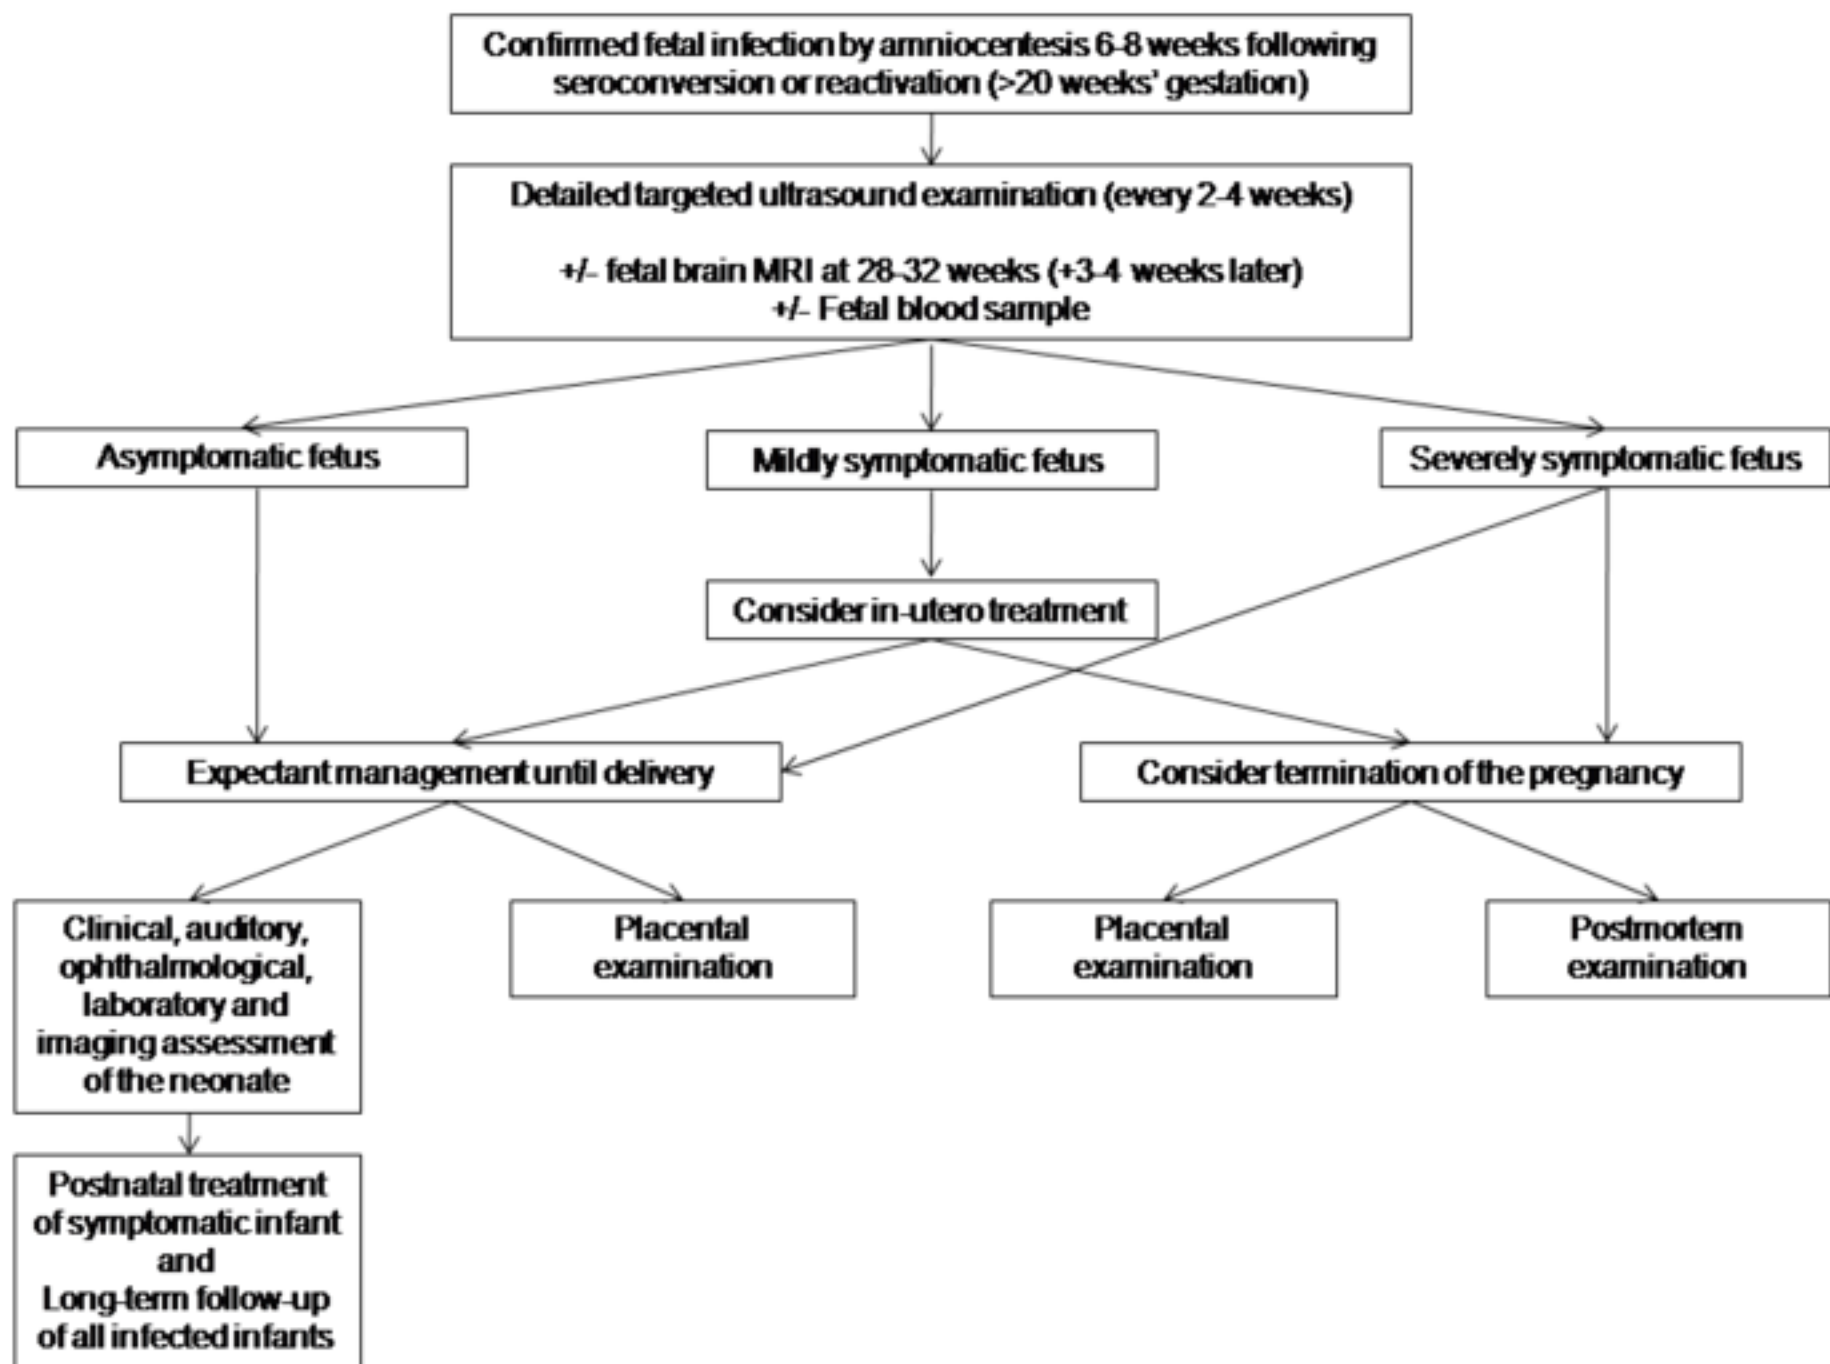 Confirmed fetal infection by amniocentesis 6-8 weeks following
seroconversion or reactivation (>20 weeks' gestation)
Detailed targeted ultrasound examination (every 2-4 weeks)
+/- fetal brain MRI at 28-32 weeks (+3-4 weeks later)
+/- Fetal blood sample
Asymptomatic fetus
Mildly symptomatic fetus
Severely symptomatic fetus
Consider in-utero treatment
Expectant management until delivery
Consider termination of the pregnancy
Clinical, auditory,
ophthalmological,
laboratory and
imaging assessment
of the neonate
Placental
examination
Placental
examination
Postmortem
examination
Postnatal treatment
of symptomatic infant
and
Long-term follow-up
of all infected infants